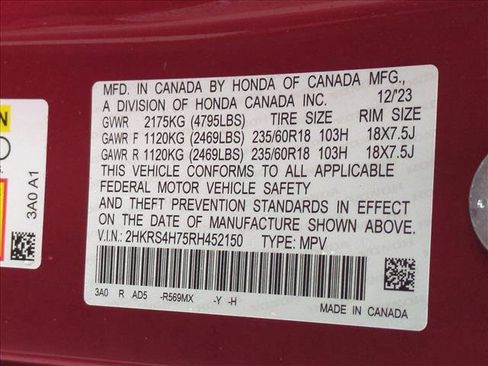 MFD. IN CANADA BY HONDA OF CANADA MFG.,
A DIVISION OF HONDA CANADA INC. 12/'23
GVWR 2175KG (4795LBS) TIRE SIZE RIM SIZE
GAWR F 1120KG (2469LBS) 235/60R18 103H 18X7.5J
GAWR R 1120KG (2469LBS) 235/60R18 103H 18X7.5J
THIS VEHICLE CONFORMS TO ALL APPLICABLE
FEDERAL MOTOR VEHICLE SAFETY
AND THEFT PREVENTION STANDARDS IN EFFECT
ON THE DATE OF MANUFACTURE SHOWN ABOVE.
V.I.N.: 2HKRS4H75RH452150 TYPE: MPV
3A0 R AD5 -R569MX -Y -H
MADE IN CANADA
3A0 A1